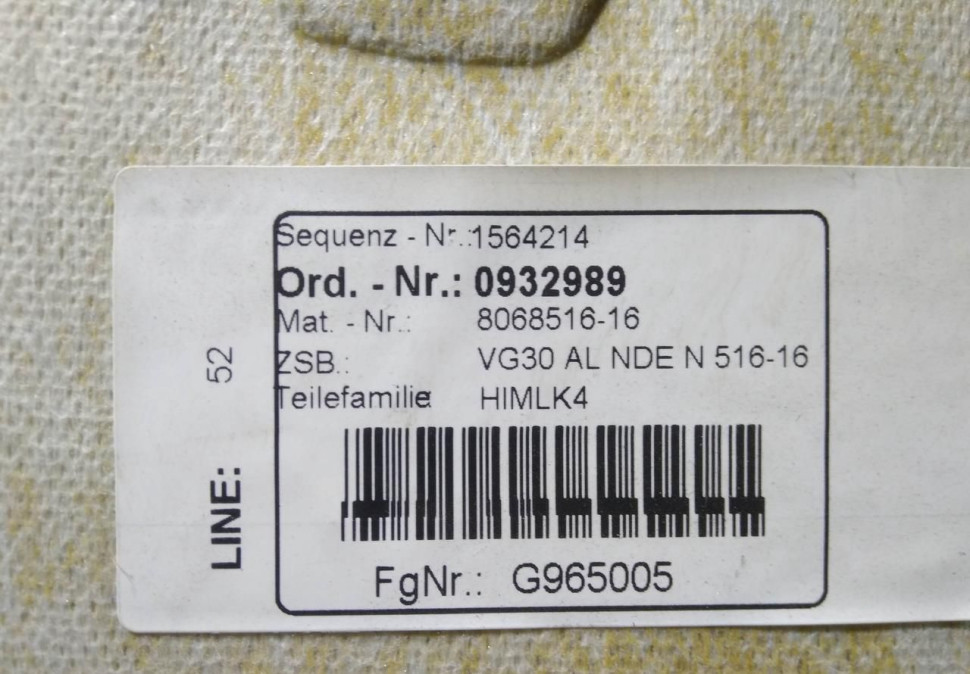 Sequenz - Nr.:1564214
Ord. - Nr.: 0932989
Mat. - Nr.: 8068516-16
ZSB.: VG30 AL NDE N 516-16
Teilefamilie HIMLK4
FgNr.: G965005
LINE: 52